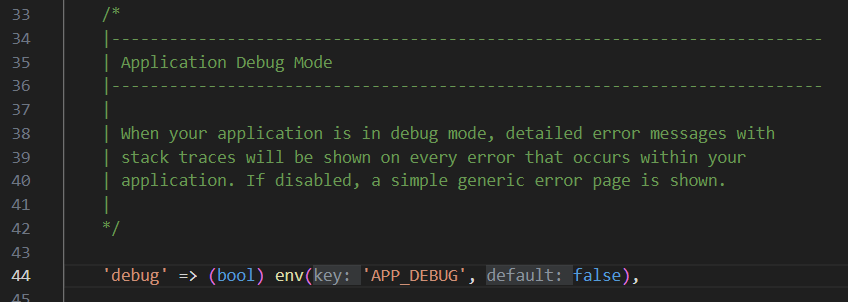 33 /*
34 |--------------------------------------------------------------------------
35 | Application Debug Mode
36 |--------------------------------------------------------------------------
37 |
38 | When your application is in debug mode, detailed error messages with
39 | stack traces will be shown on every error that occurs within your
40 | application. If disabled, a simple generic error page is shown.
41 |
42 */
43
44 'debug' => (bool) env(key: 'APP_DEBUG', default: false),
45